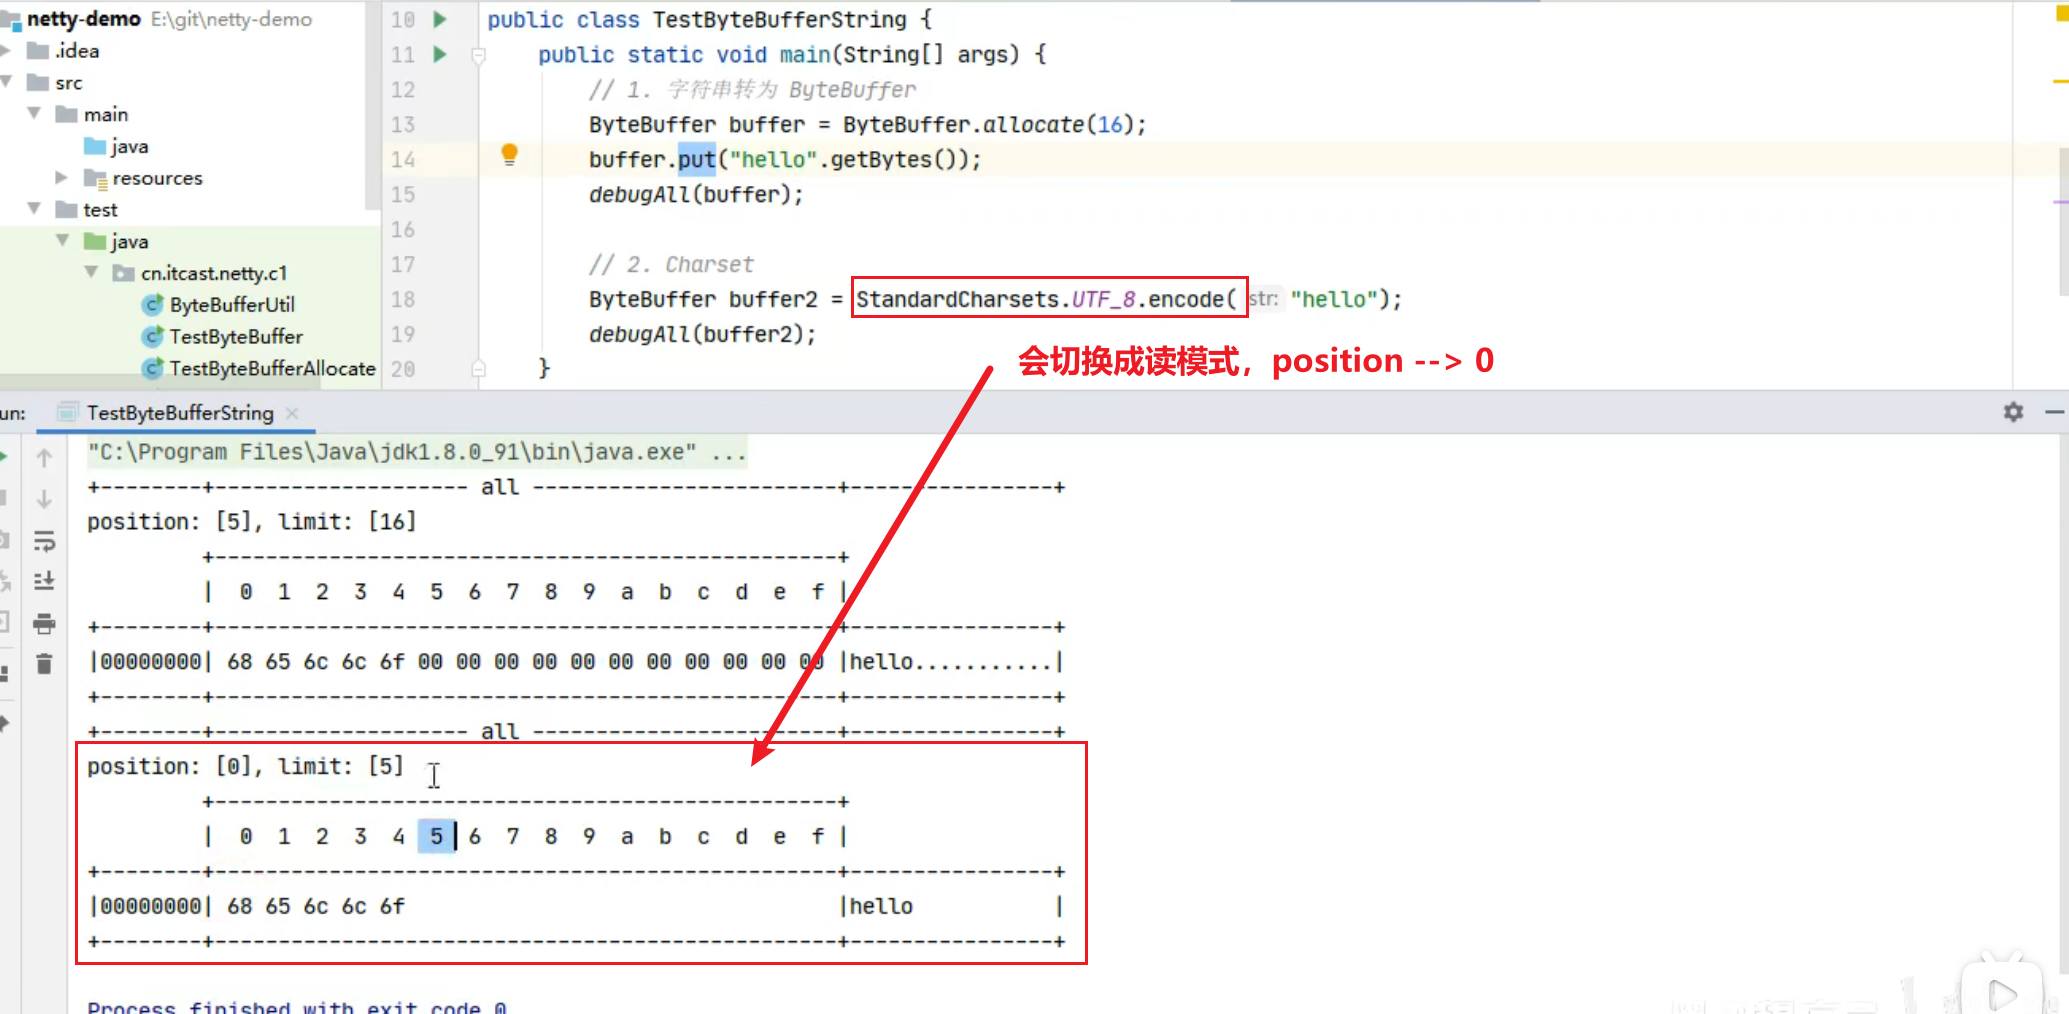 netty-demo E:\git\netty-demo
.idea
src
main
java
resources
test
java
cn.itcast.netty.c1
ByteBufferUtil
TestByteBuffer
TestByteBufferAllocate
10 public class TestByteBufferString {
11 public static void main(String[] args) {
12 // 1. 字符串转为 ByteBuffer
13 ByteBuffer buffer = ByteBuffer.allocate(16);
14 buffer.put("hello".getBytes());
15 debugAll(buffer);
16
17 // 2. Charset
18 ByteBuffer buffer2 = StandardCharsets.UTF_8.encode( str: "hello");
19 debugAll(buffer2);
20 }
会切换成读模式，position --> 0
un: TestByteBufferString
"C:\Program Files\Java\jdk1.8.0_91\bin\java.exe" ...
+--------+-------------------- all ------------------------+----------------+
position: [5], limit: [16]
+-------------------------------------------------+
| 0 1 2 3 4 5 6 7 8 9 a b c d e f |
+--------+-------------------------------------------------+----------------+
|00000000| 68 65 6c 6c 6f 00 00 00 00 00 00 00 00 00 00 00 |hello...........|
+--------+-------------------------------------------------+----------------+
+--------+-------------------- all ------------------------+----------------+
position: [0], limit: [5]
+-------------------------------------------------+
| 0 1 2 3 4 5 6 7 8 9 a b c d e f |
+--------+-------------------------------------------------+----------------+
|00000000| 68 65 6c 6c 6f |hello |
+--------+-------------------------------------------------+----------------+
Process finished with exit code 0